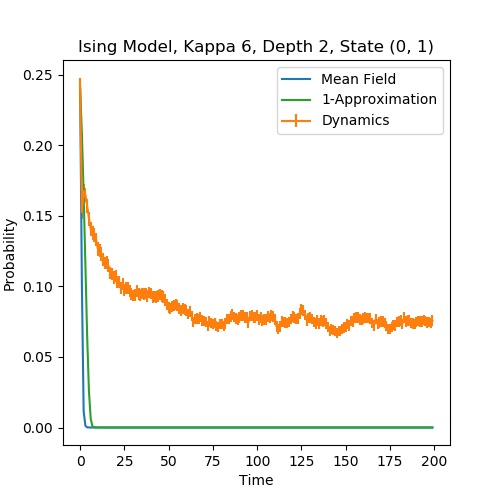 Ising Model, Kappa 6, Depth 2, State (0, 1)
Mean Field
1-Approximation
Dynamics
Probability
0.25
0.20
0.15
0.10
0.05
0.00
0 25 50 75 100 125 150 175 200
Time